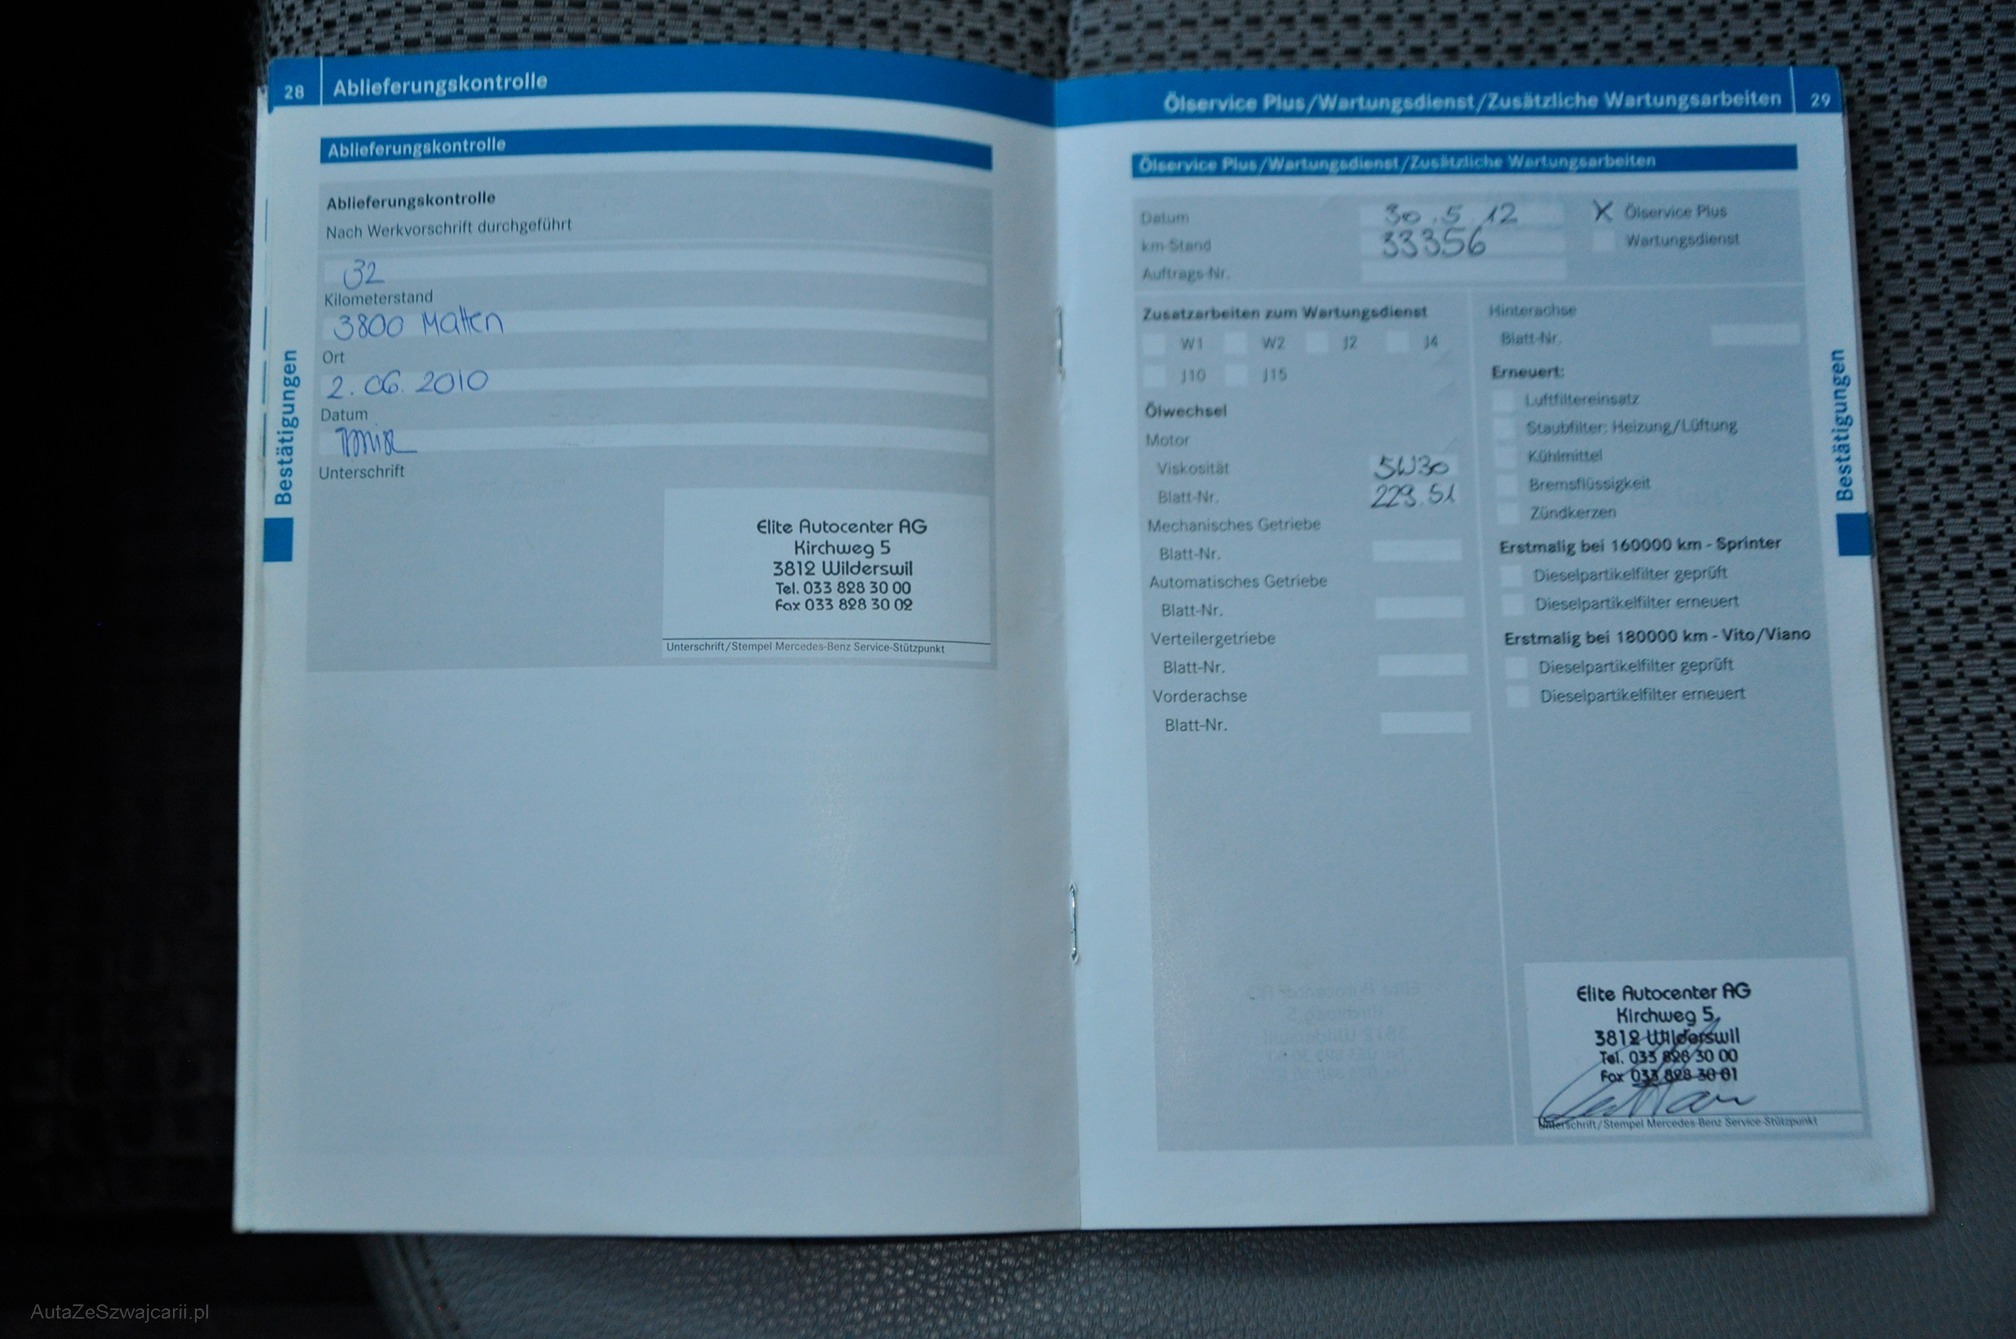 28 Ablieferungskontrolle
Ablieferungskontrolle
Ablieferungskontrolle
Nach Werkvorschrift durchgeführt
32
Kilometerstand
3800 Matten
Ort
2.06.2010
Datum
Unterschrift
Elite Autocenter AG
Kirchweg 5
3812 Wilderswil
Tel. 033 828 30 00
Fax 033 828 30 02
Unterschrift/Stempel Mercedes-Benz Service-Stützpunkt
Bestätigungen
Ölservice Plus/Wartungsdienst/Zusätzliche Wartungsarbeiten 29
Ölservice Plus/Wartungsdienst/Zusätzliche Wartungsarbeiten
Datum 30.5.12 X Ölservice Plus
km-Stand 33356 Wartungsdienst
Auftrags-Nr.
Zusatzarbeiten zum Wartungsdienst
W1 W2 J2 J4
J10 J15
Ölwechsel
Motor
Viskosität 5W30
Blatt-Nr. 229.51
Mechanisches Getriebe
Blatt-Nr.
Automatisches Getriebe
Blatt-Nr.
Verteilergetriebe
Blatt-Nr.
Vorderachse
Blatt-Nr.
Hinterachse
Blatt-Nr.
Erneuert:
Luftfiltereinsatz
Staubfilter: Heizung/Lüftung
Kühlmittel
Bremsflüssigkeit
Zündkerzen
Erstmalig bei 160000 km - Sprinter
Dieselpartikelfilter geprüft
Dieselpartikelfilter erneuert
Erstmalig bei 180000 km - Vito/Viano
Dieselpartikelfilter geprüft
Dieselpartikelfilter erneuert
Elite Autocenter AG
Kirchweg 5
3812 Wilderswil
Tel. 033 828 30 00
Fax 033 828 30 01
Unterschrift/Stempel Mercedes-Benz Service-Stützpunkt
Bestätigungen
AutaZeSzwajcarii.pl